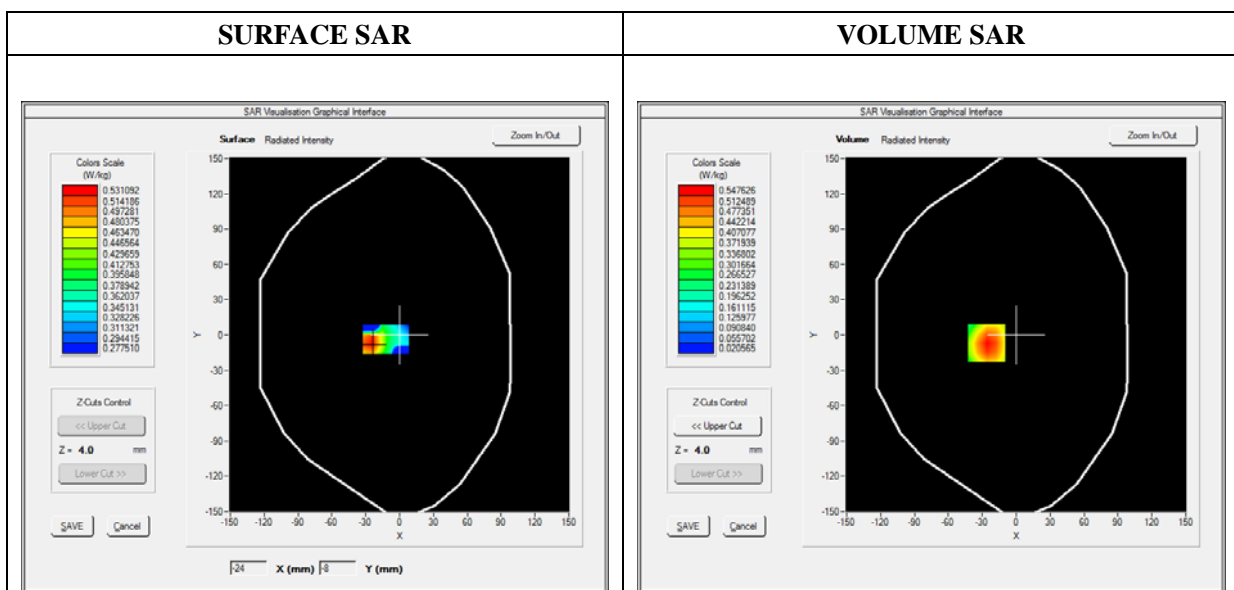 SURFACE SAR
VOLUME SAR
SAR Visualisation Graphical Interface
Surface Radiated Intensity
Zoom In/Out
Colors Scale
(W/kg)
0.531092
0.514186
0.497281
0.480375
0.463470
0.446564
0.429659
0.412753
0.395848
0.378942
0.362037
0.345131
0.328226
0.311321
0.294415
0.277510
Z-Cuts Control
<< Upper Cut
Z = 4.0 mm
Lower Cut >>
SAVE Cancel
150
120
90
60
30
0
-30
-60
-90
-120
-150
Y
-150 -120 -90 -60 -30 0 30 60 90 120 150
X
-24 X (mm) -8 Y (mm)
SAR Visualisation Graphical Interface
Volume Radiated Intensity
Zoom In/Out
Colors Scale
(W/kg)
0.547626
0.512489
0.477351
0.442214
0.407077
0.371939
0.336802
0.301664
0.266527
0.231389
0.196252
0.161115
0.125977
0.090840
0.055702
0.020565
Z-Cuts Control
<< Upper Cut
Z = 4.0 mm
Lower Cut >>
SAVE Cancel
150
120
90
60
30
0
-30
-60
-90
-120
-150
Y
-150 -120 -90 -60 -30 0 30 60 90 120 150
X